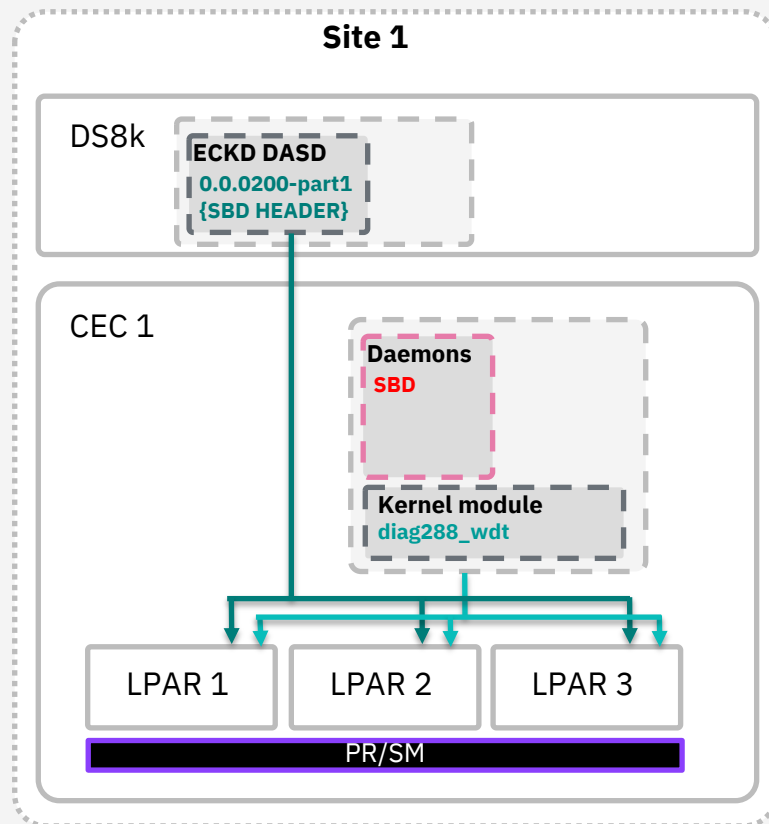 Site 1
DS8k
ECKD DASD
0.0.0200-part1
{SBD HEADER}
CEC 1
Daemons
SBD
Kernel module
diag288_wdt
LPAR 1
LPAR 2
LPAR 3
PR/SM